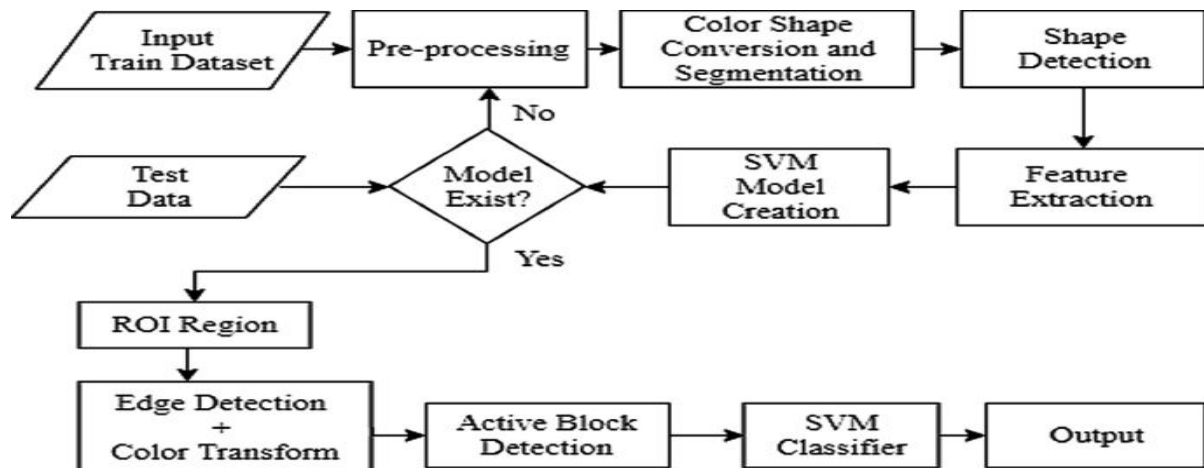 Input
Train Dataset
Pre-processing
Color Shape
Conversion and
Segmentation
Shape
Detection
No
Test
Data
Model
Exist?
SVM
Model
Creation
Feature
Extraction
Yes
ROI Region
Edge Detection
+
Color Transform
Active Block
Detection
SVM
Classifier
Output